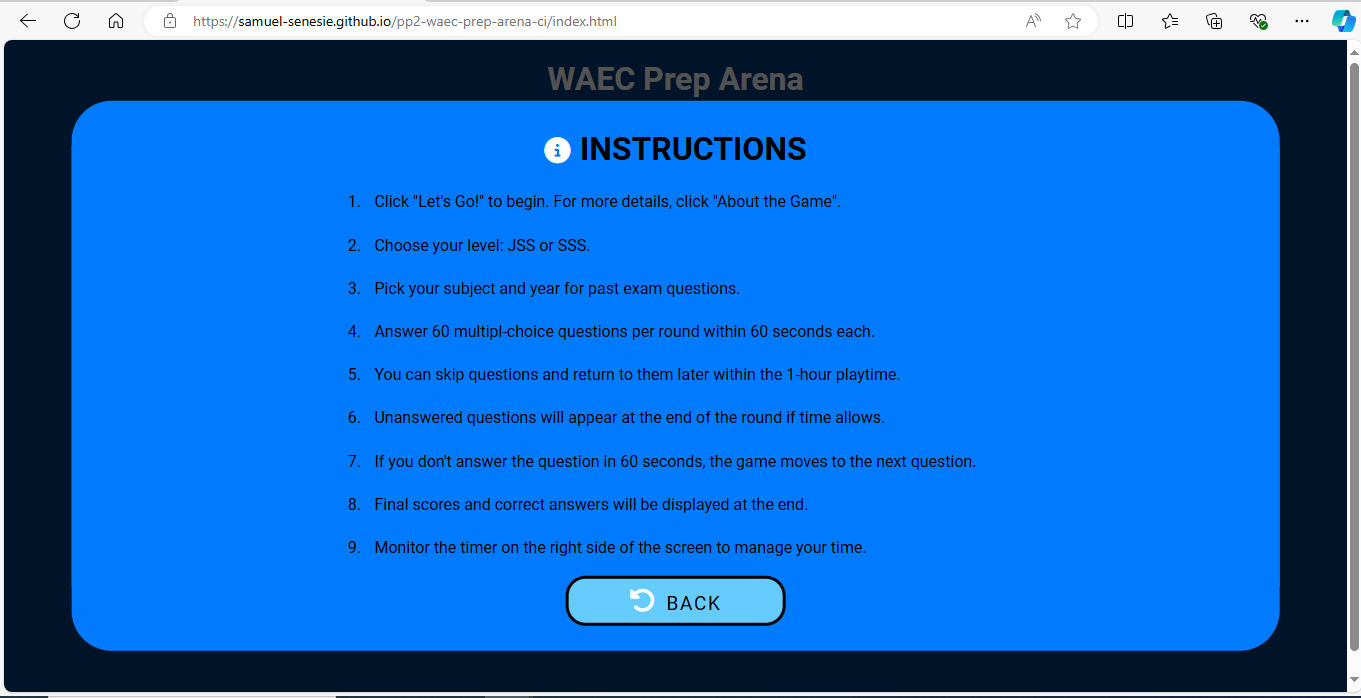 https://samuel-senesie.github.io/pp2-waec-prep-arena-ci/index.html
WAEC Prep Arena
INSTRUCTIONS
1. Click "Let's Go!" to begin. For more details, click "About the Game".
2. Choose your level: JSS or SSS.
3. Pick your subject and year for past exam questions.
4. Answer 60 multipl-choice questions per round within 60 seconds each.
5. You can skip questions and return to them later within the 1-hour playtime.
6. Unanswered questions will appear at the end of the round if time allows.
7. If you don't answer the question in 60 seconds, the game moves to the next question.
8. Final scores and correct answers will be displayed at the end.
9. Monitor the timer on the right side of the screen to manage your time.
BACK